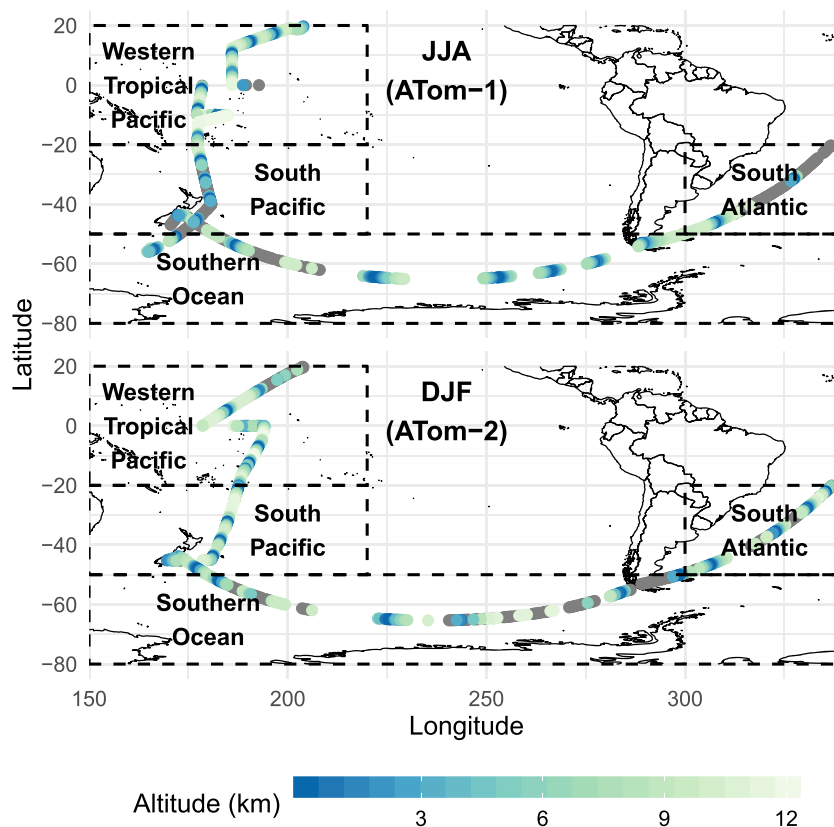 20
0
−20
−40
−60
−80
Western
Tropical
Pacific
JJA
(ATom−1)
South
Pacific
South
Atlantic
Southern
Ocean
Latitude
20
0
−20
−40
−60
−80
Western
Tropical
Pacific
DJF
(ATom−2)
South
Pacific
South
Atlantic
Southern
Ocean
150 200 250 300
Longitude
Altitude (km)
3 6 9 12